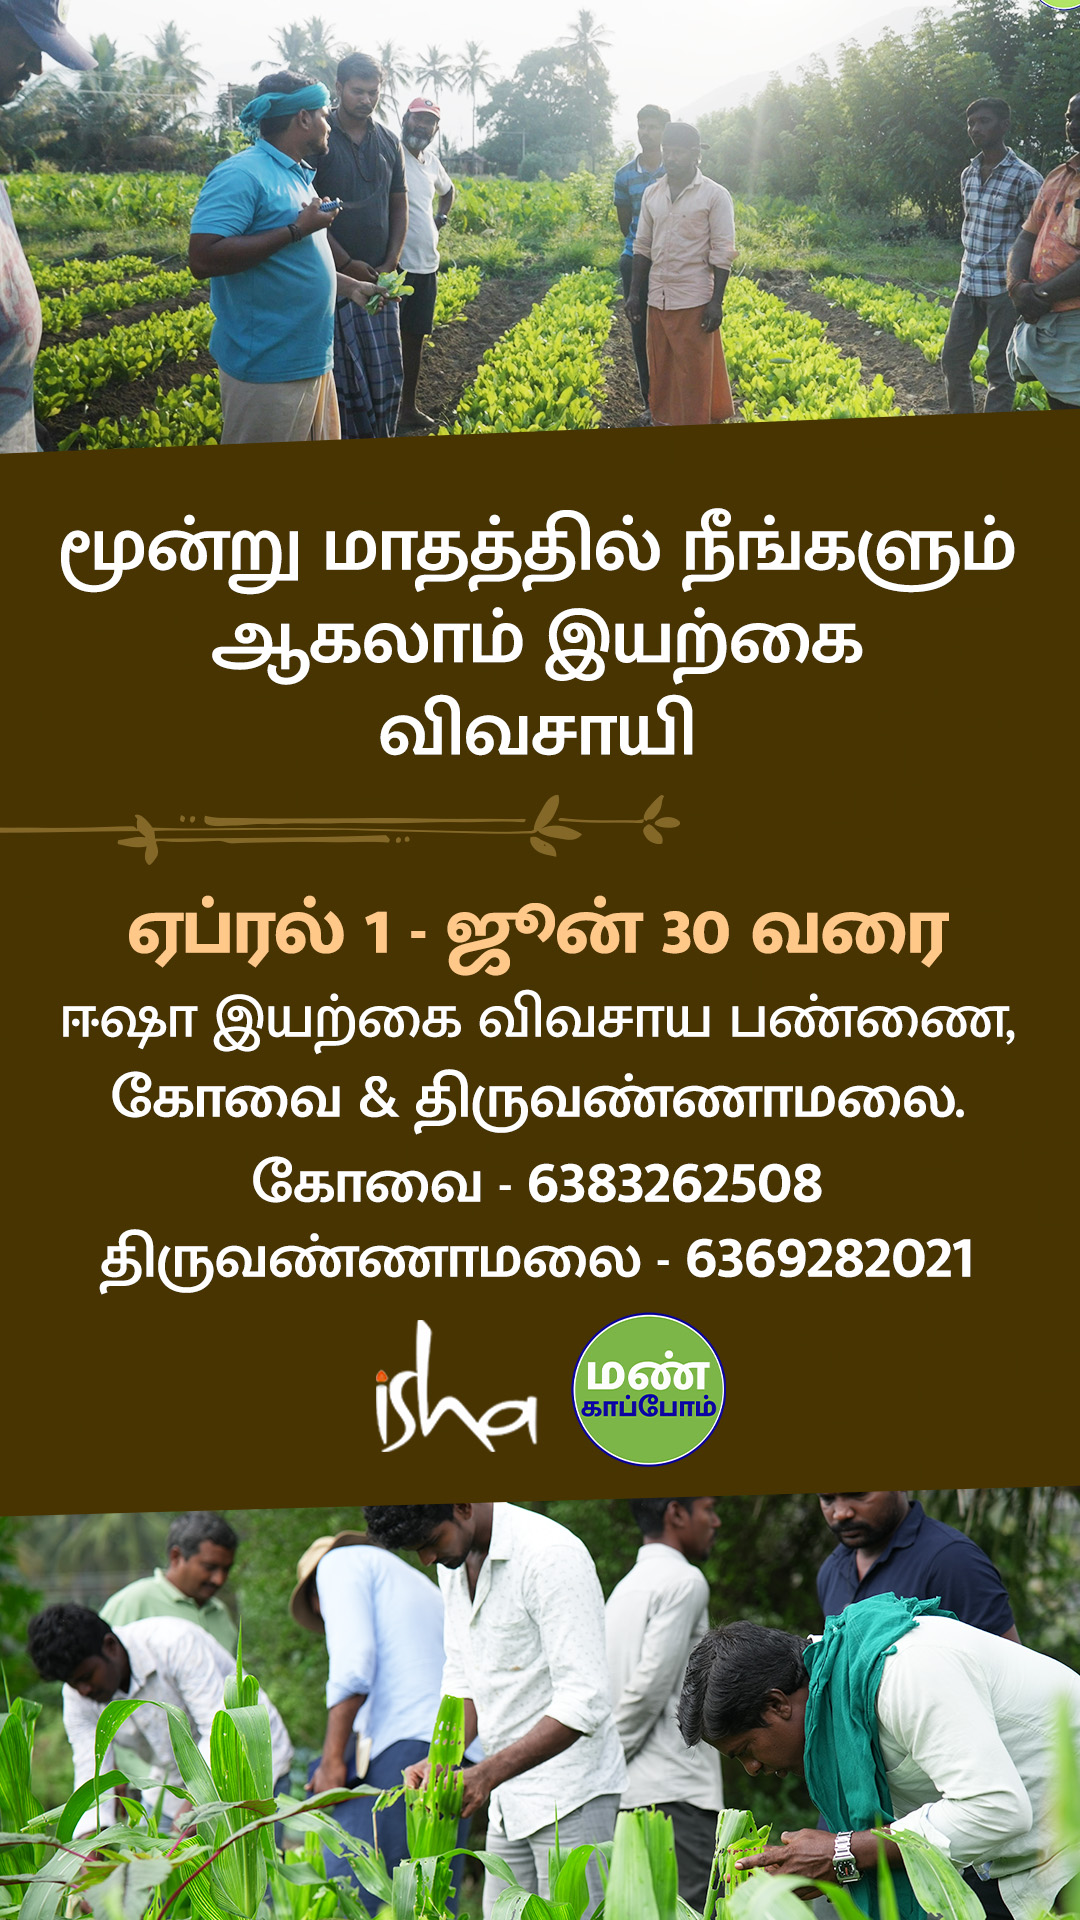 மூன்று மாதத்தில் நீங்களும்
ஆகலாம் இயற்கை
விவசாயி
ஏப்ரல் 1 - ஜூன் 30 வரை
ஈஷா இயற்கை விவசாய பண்ணை,
கோவை & திருவண்ணாமலை.
கோவை - 6383262508
திருவண்ணாமலை - 6369282021
isha
மண்
காப்போம்